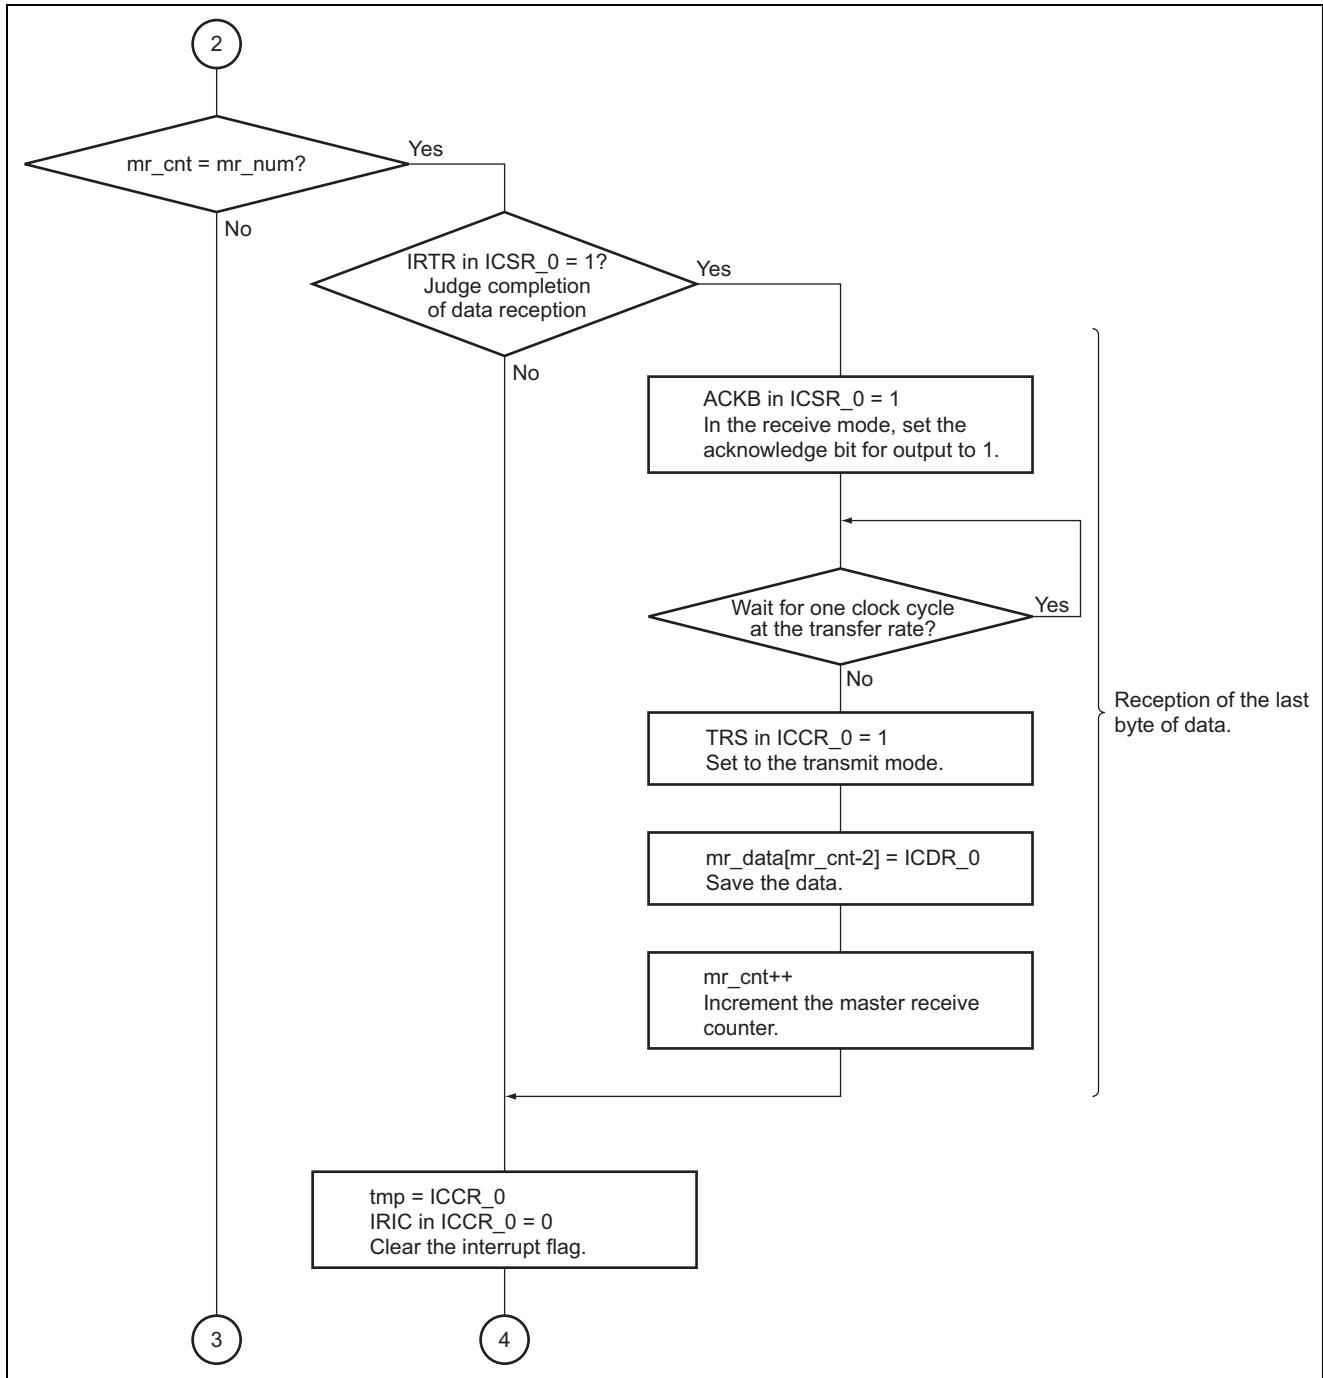 2
mr_cnt = mr_num?
Yes
No
IRTR in ICSR_0 = 1?
Judge completion
of data reception
Yes
No
ACKB in ICSR_0 = 1
In the receive mode, set the
acknowledge bit for output to 1.
Wait for one clock cycle
at the transfer rate?
Yes
No
TRS in ICCR_0 = 1
Set to the transmit mode.
Reception of the last
byte of data.
mr_data[mr_cnt-2] = ICDR_0
Save the data.
mr_cnt++
Increment the master receive
counter.
tmp = ICCR_0
IRIC in ICCR_0 = 0
Clear the interrupt flag.
3
4